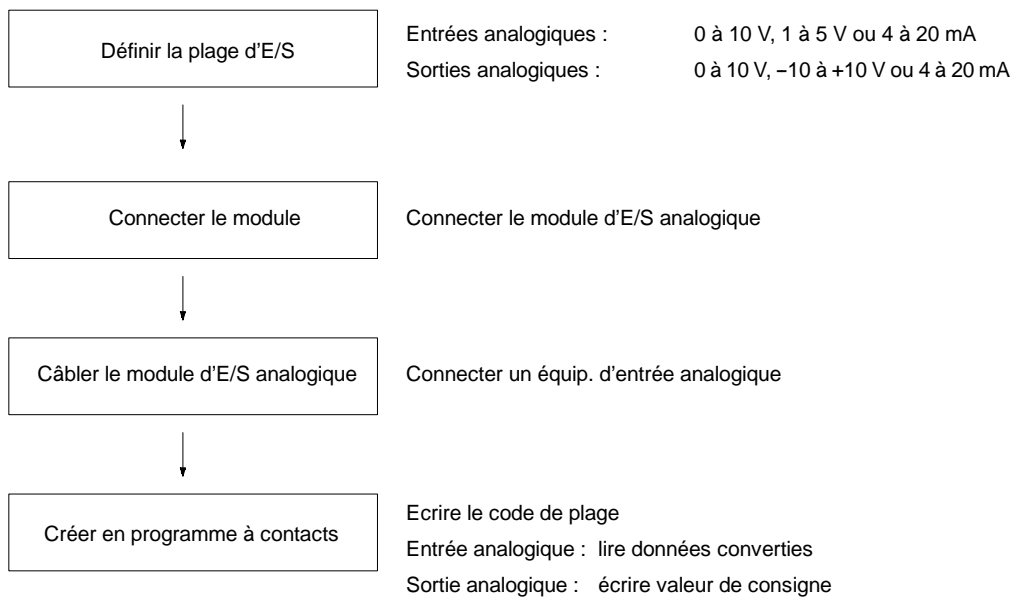 Définir la plage d’E/S
Entrées analogiques : 0 à 10 V, 1 à 5 V ou 4 à 20 mA
Sorties analogiques : 0 à 10 V, –10 à +10 V ou 4 à 20 mA
Connecter le module
Connecter le module d’E/S analogique
Câbler le module d’E/S analogique
Connecter un équip. d’entrée analogique
Créer en programme à contacts
Ecrire le code de plage
Entrée analogique : lire données converties
Sortie analogique : écrire valeur de consigne